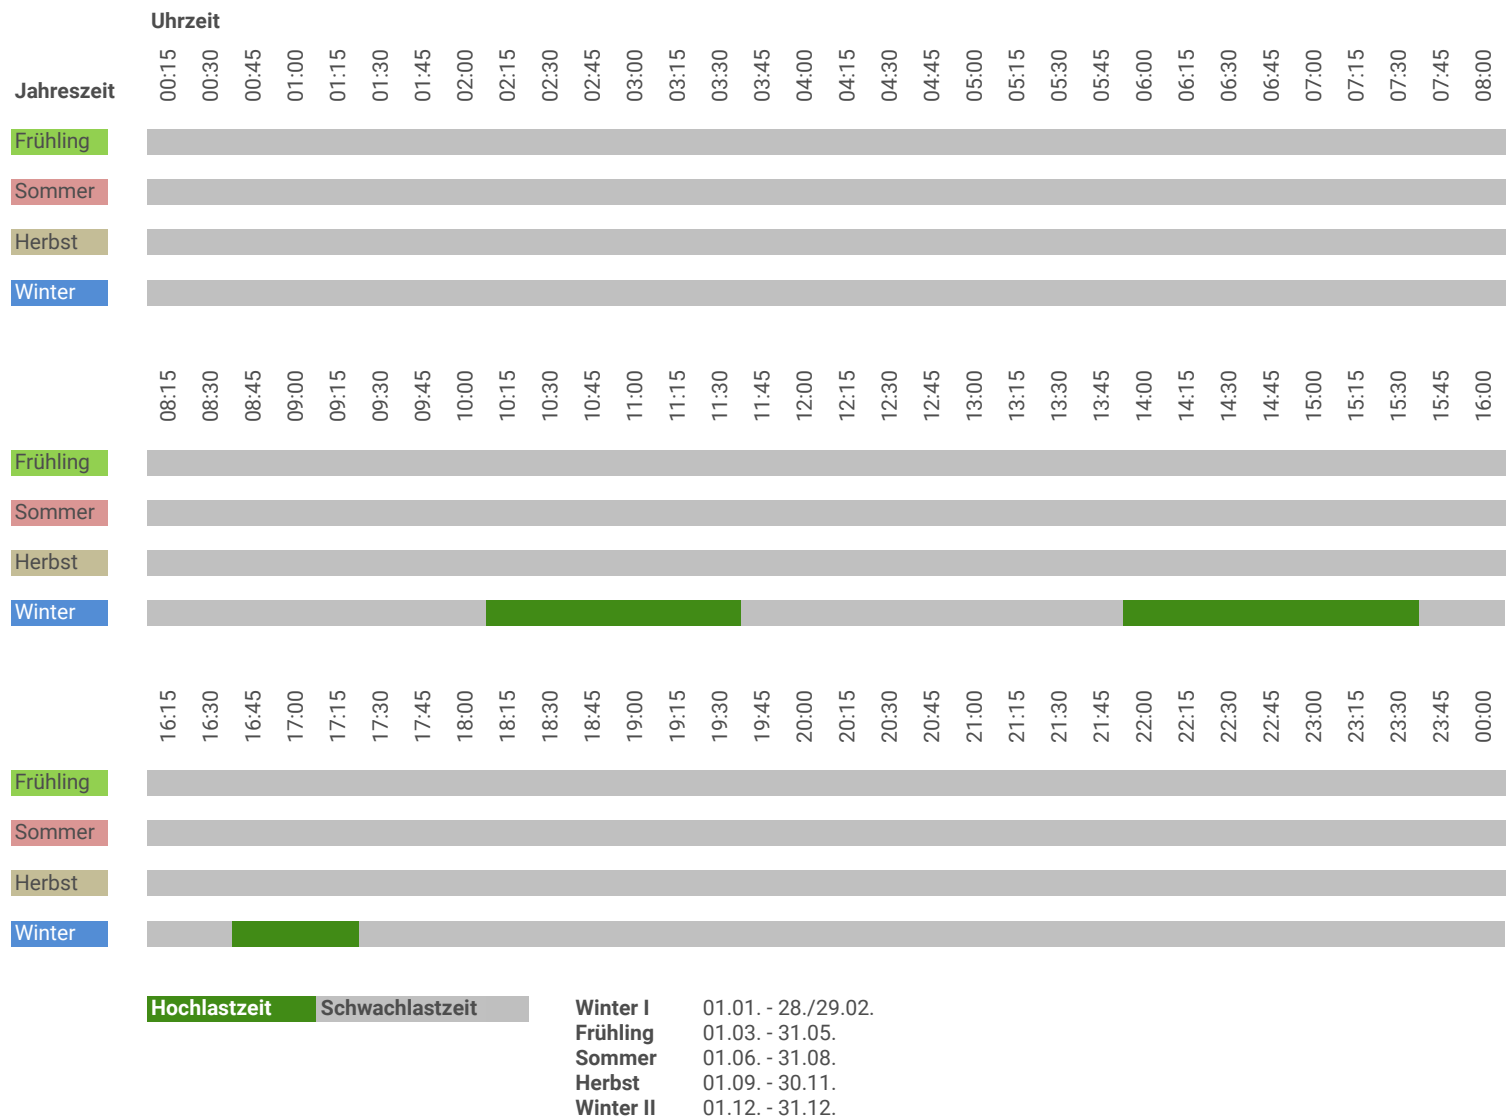 Uhrzeit
Jahreszeit 00:15 00:30 00:45 01:00 01:15 01:30 01:45 02:00 02:15 02:30 02:45 03:00 03:15 03:30 03:45 04:00 04:15 04:30 04:45 05:00 05:15 05:30 05:45 06:00 06:15 06:30 06:45 07:00 07:15 07:30 07:45 08:00
Frühling
Sommer
Herbst
Winter
08:15 08:30 08:45 09:00 09:15 09:30 09:45 10:00 10:15 10:30 10:45 11:00 11:15 11:30 11:45 12:00 12:15 12:30 12:45 13:00 13:15 13:30 13:45 14:00 14:15 14:30 14:45 15:00 15:15 15:30 15:45 16:00
Frühling
Sommer
Herbst
Winter
16:15 16:30 16:45 17:00 17:15 17:30 17:45 18:00 18:15 18:30 18:45 19:00 19:15 19:30 19:45 20:00 20:15 20:30 20:45 21:00 21:15 21:30 21:45 22:00 22:15 22:30 22:45 23:00 23:15 23:30 23:45 00:00
Frühling
Sommer
Herbst
Winter
Hochlastzeit Schwachlastzeit Winter I 01.01. - 28./29.02.
Frühling 01.03. - 31.05.
Sommer 01.06. - 31.08.
Herbst 01.09. - 30.11.
Winter II 01.12. - 31.12.